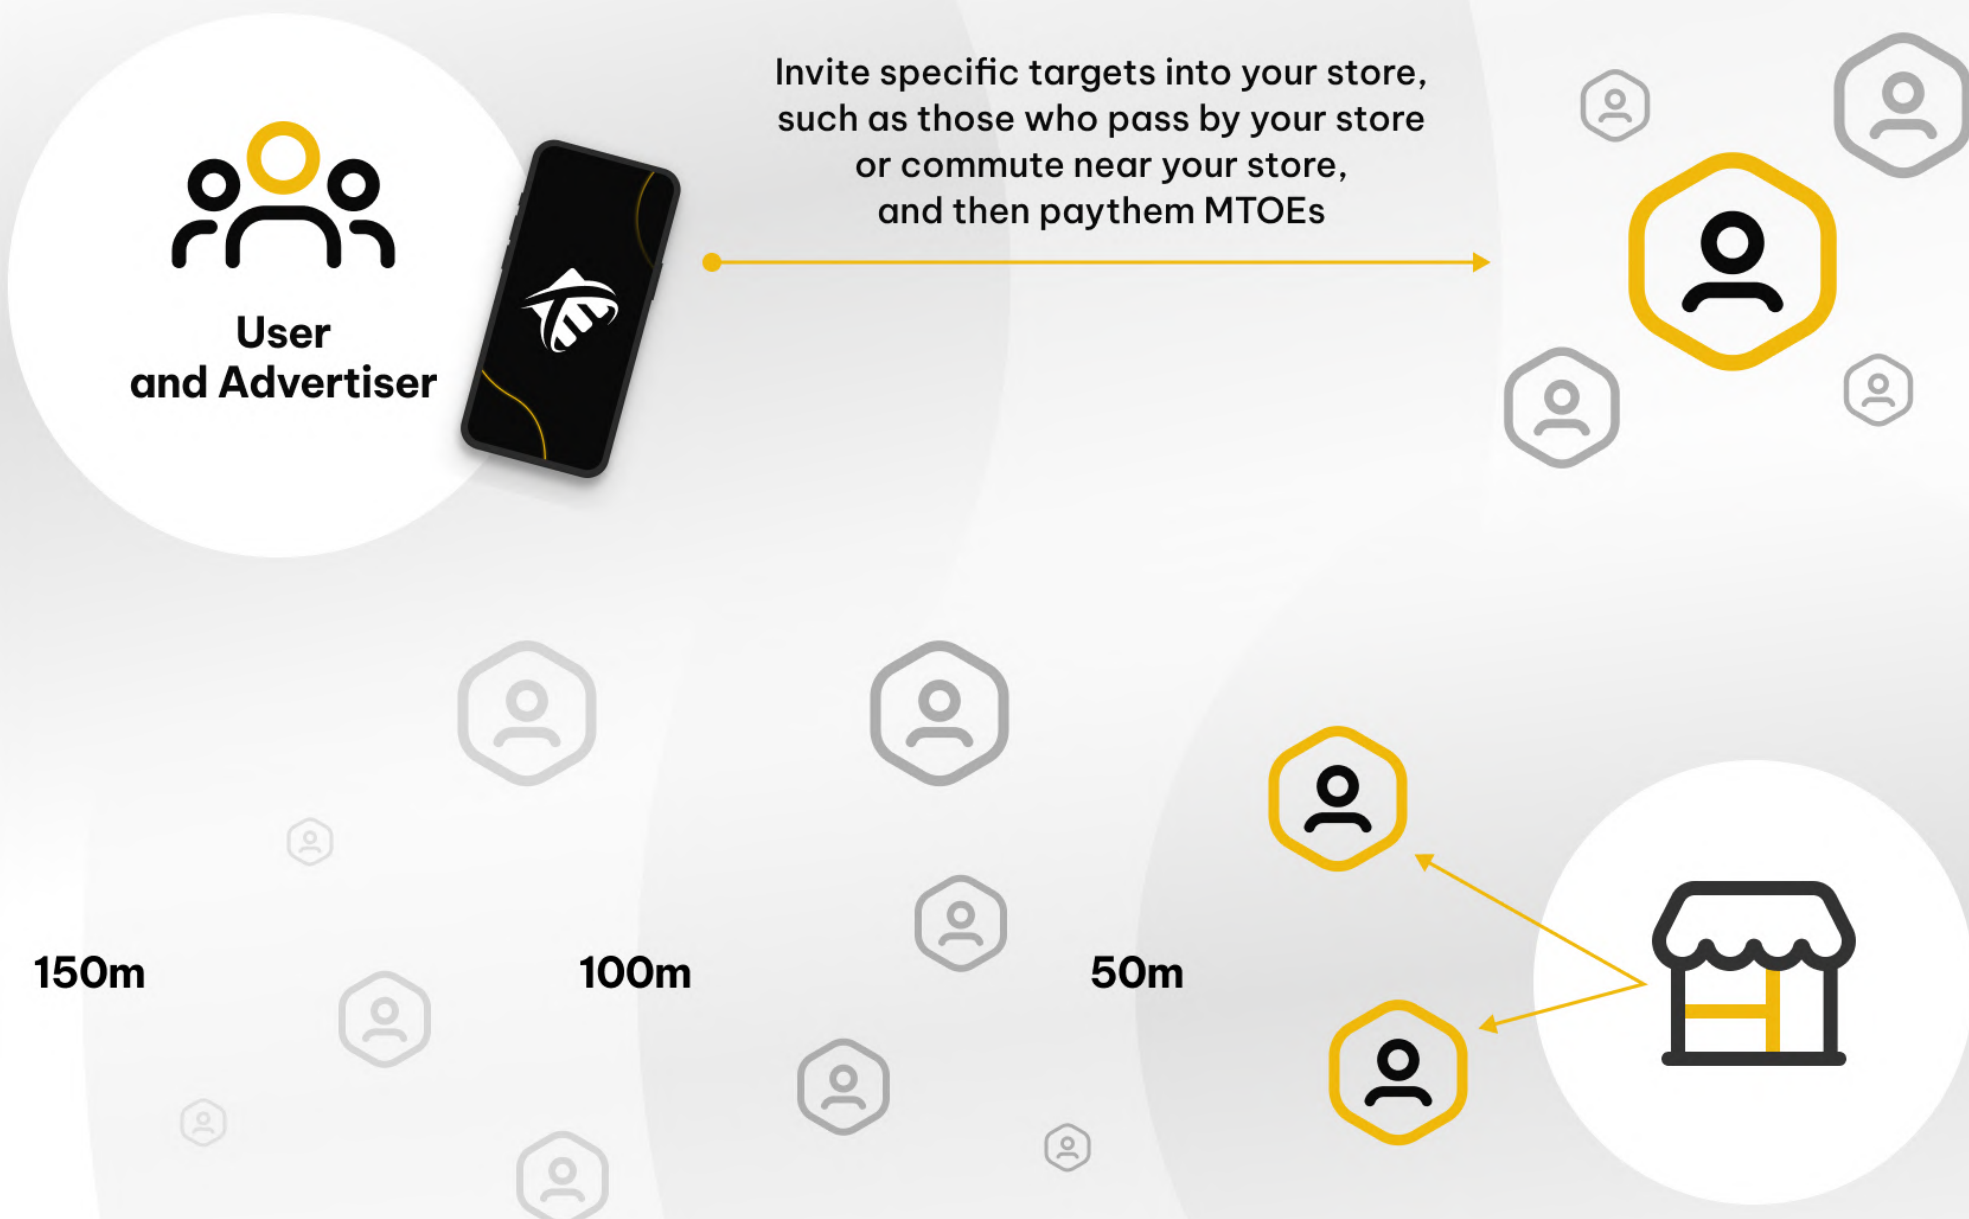 Invite specific targets into your store,
such as those who pass by your store
or commute near your store,
and then paythem MTOEs
User
and Advertiser
150m
100m
50m